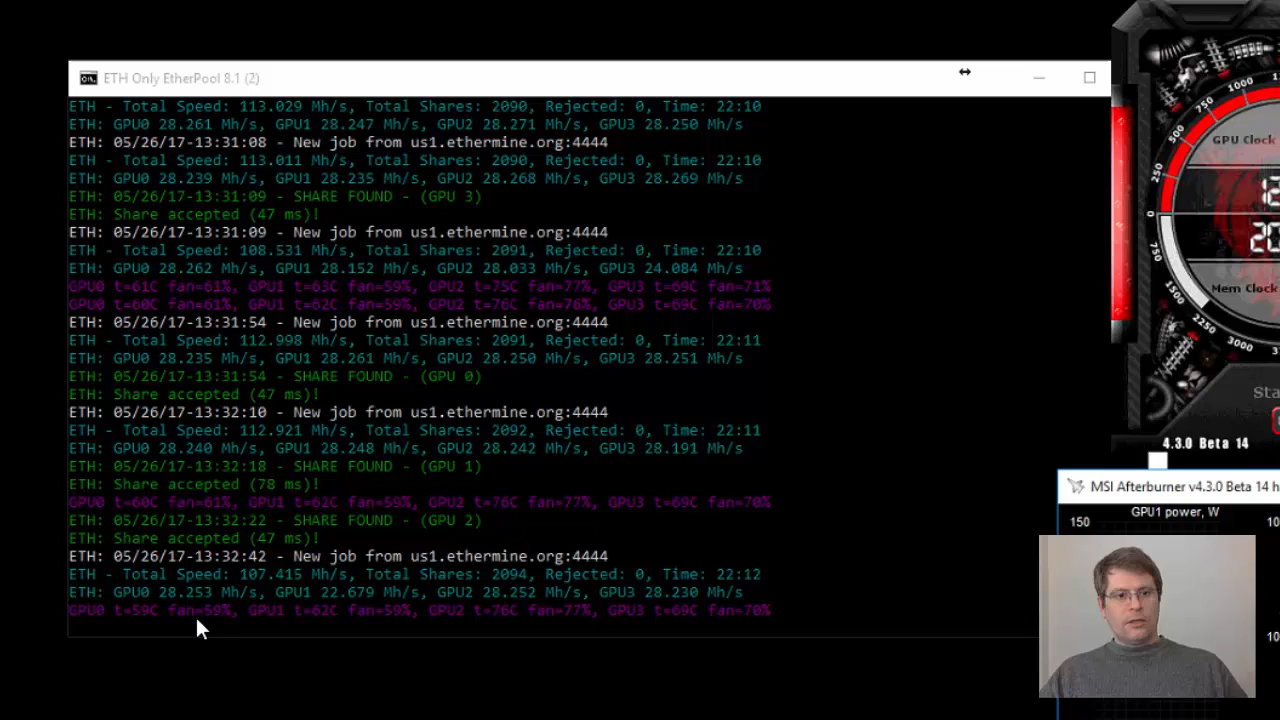 ETH Only EtherPool 8.1 (2)
ETH - Total Speed: 113.029 Mh/s, Total Shares: 2090, Rejected: 0, Time: 22:10
ETH: GPU0 28.261 Mh/s, GPU1 28.247 Mh/s, GPU2 28.271 Mh/s, GPU3 28.250 Mh/s
ETH: 05/26/17-13:31:08 - New job from us1.ethermine.org:4444
ETH - Total Speed: 113.011 Mh/s, Total Shares: 2090, Rejected: 0, Time: 22:10
ETH: GPU0 28.239 Mh/s, GPU1 28.235 Mh/s, GPU2 28.268 Mh/s, GPU3 28.269 Mh/s
ETH: 05/26/17-13:31:09 - SHARE FOUND - (GPU 3)
ETH: Share accepted (47 ms)!
ETH: 05/26/17-13:31:09 - New job from us1.ethermine.org:4444
ETH - Total Speed: 108.531 Mh/s, Total Shares: 2091, Rejected: 0, Time: 22:10
ETH: GPU0 28.262 Mh/s, GPU1 28.152 Mh/s, GPU2 28.033 Mh/s, GPU3 24.084 Mh/s
GPU0 t=61C fan=61%, GPU1 t=63C fan=59%, GPU2 t=75C fan=77%, GPU3 t=69C fan=71%
GPU0 t=60C fan=61%, GPU1 t=62C fan=59%, GPU2 t=76C fan=76%, GPU3 t=69C fan=70%
ETH: 05/26/17-13:31:54 - New job from us1.ethermine.org:4444
ETH - Total Speed: 112.998 Mh/s, Total Shares: 2091, Rejected: 0, Time: 22:11
ETH: GPU0 28.235 Mh/s, GPU1 28.261 Mh/s, GPU2 28.250 Mh/s, GPU3 28.251 Mh/s
ETH: 05/26/17-13:31:54 - SHARE FOUND - (GPU 0)
ETH: Share accepted (47 ms)!
ETH: 05/26/17-13:32:10 - New job from us1.ethermine.org:4444
ETH - Total Speed: 112.921 Mh/s, Total Shares: 2092, Rejected: 0, Time: 22:11
ETH: GPU0 28.240 Mh/s, GPU1 28.248 Mh/s, GPU2 28.242 Mh/s, GPU3 28.191 Mh/s
ETH: 05/26/17-13:32:18 - SHARE FOUND - (GPU 1)
ETH: Share accepted (78 ms)!
GPU0 t=60C fan=61%, GPU1 t=62C fan=59%, GPU2 t=76C fan=77%, GPU3 t=69C fan=70%
ETH: 05/26/17-13:32:22 - SHARE FOUND - (GPU 2)
ETH: Share accepted (47 ms)!
ETH: 05/26/17-13:32:42 - New job from us1.ethermine.org:4444
ETH - Total Speed: 107.415 Mh/s, Total Shares: 2094, Rejected: 0, Time: 22:12
ETH: GPU0 28.253 Mh/s, GPU1 22.679 Mh/s, GPU2 28.252 Mh/s, GPU3 28.230 Mh/s
GPU0 t=59C fan=59%, GPU1 t=62C fan=59%, GPU2 t=76C fan=77%, GPU3 t=69C fan=70%
1000
750
500
250
0
GPU Clock
12
20
Mem Clock
750
1500
2250
3000
Sta
4.3.0 Beta 14
MSI Afterburner v4.3.0 Beta 14 h
GPU1 power, W
150
10
10